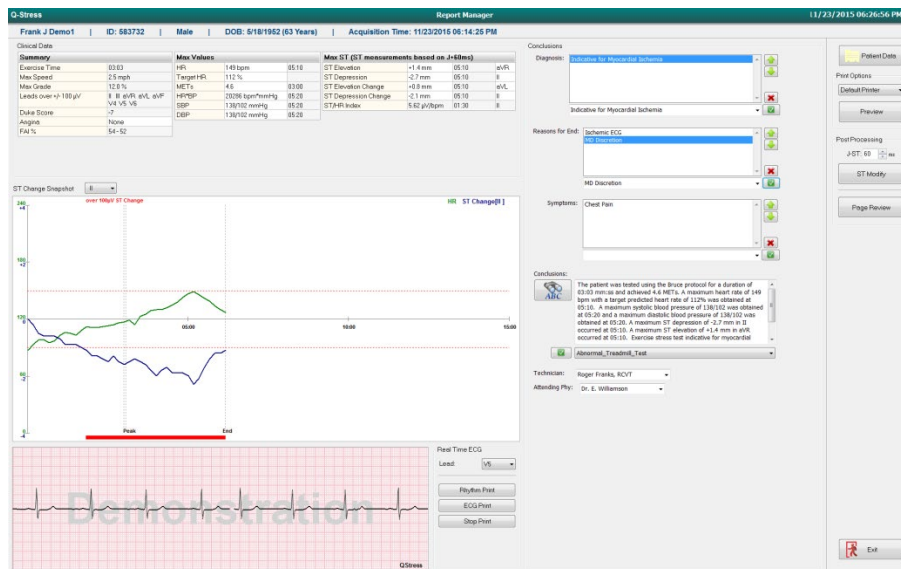 Q-Stress Report Manager 11/23/2015 06:26:56 PM
Frank J Demo1 | ID: 583732 | Male | DOB: 5/18/1952 (63 Years) | Acquisition Time: 11/23/2015 06:14:25 PM
Clinical Data
Summary
Exercise Time 03:03
Max Speed 2.5 mph
Max Grade 12.0 %
Leads over +/- 100 µV II III aVR aVL aVF
V4 V5 V6
Duke Score -7
Angina None
FAI % 54-52
Max Values
HR 149 bpm 05:10
Target HR 112 %
METs 4.6 03:00
HR*BP 20286 bpm*mmHg 05:20
SBP 138/102 mmHg 05:20
DBP 138/102 mmHg 05:20
Max ST (ST measurements based on J+60ms)
ST Elevation +1.4 mm 05:10 aVR
ST Depression -2.7 mm 05:10 II
ST Elevation Change +0.8 mm 05:10 aVL
ST Depression Change -2.1 mm 05:10 II
ST/HR Index 5.62 µV/bpm 01:30 II
ST Change Snapshot II
240
+4
over 100µV ST Change
HR ST Change[II ]
180
+2
120
0
05:00 10:00 15:00
60
-2
0
-4
Peak End
Real Time ECG
Lead: V5
Rhythm Print
ECG Print
Stop Print
Demonstration
QStress
Conclusions
Diagnosis: Indicative for Myocardial Ischemia
Indicative for Myocardial Ischemia
Reasons for End: Ischemic ECG
MD Discretion
MD Discretion
Symptoms: Chest Pain
Conclusions:
ABC
The patient was tested using the Bruce protocol for a duration of
03:03 mm:ss and achieved 4.6 METs. A maximum heart rate of 149
bpm with a target predicted heart rate of 112% was obtained at
05:10. A maximum systolic blood pressure of 138/102 was obtained
at 05:20 and a maximum diastolic blood pressure of 138/102 was
obtained at 05:20. A maximum ST depression of -2.7 mm in II
occurred at 05:10. A maximum ST elevation of +1.4 mm in aVR
occurred at 05:10. Exercise stress test indicative for myocardial
Abnormal_Treadmill_Test
Technician: Roger Franks, RCVT
Attending Phy: Dr. E. Williamson
Patient Data
Print Options
Default Printer
Preview
Post Processing
J-ST: 60 ms
ST Modify
Page Review
Exit